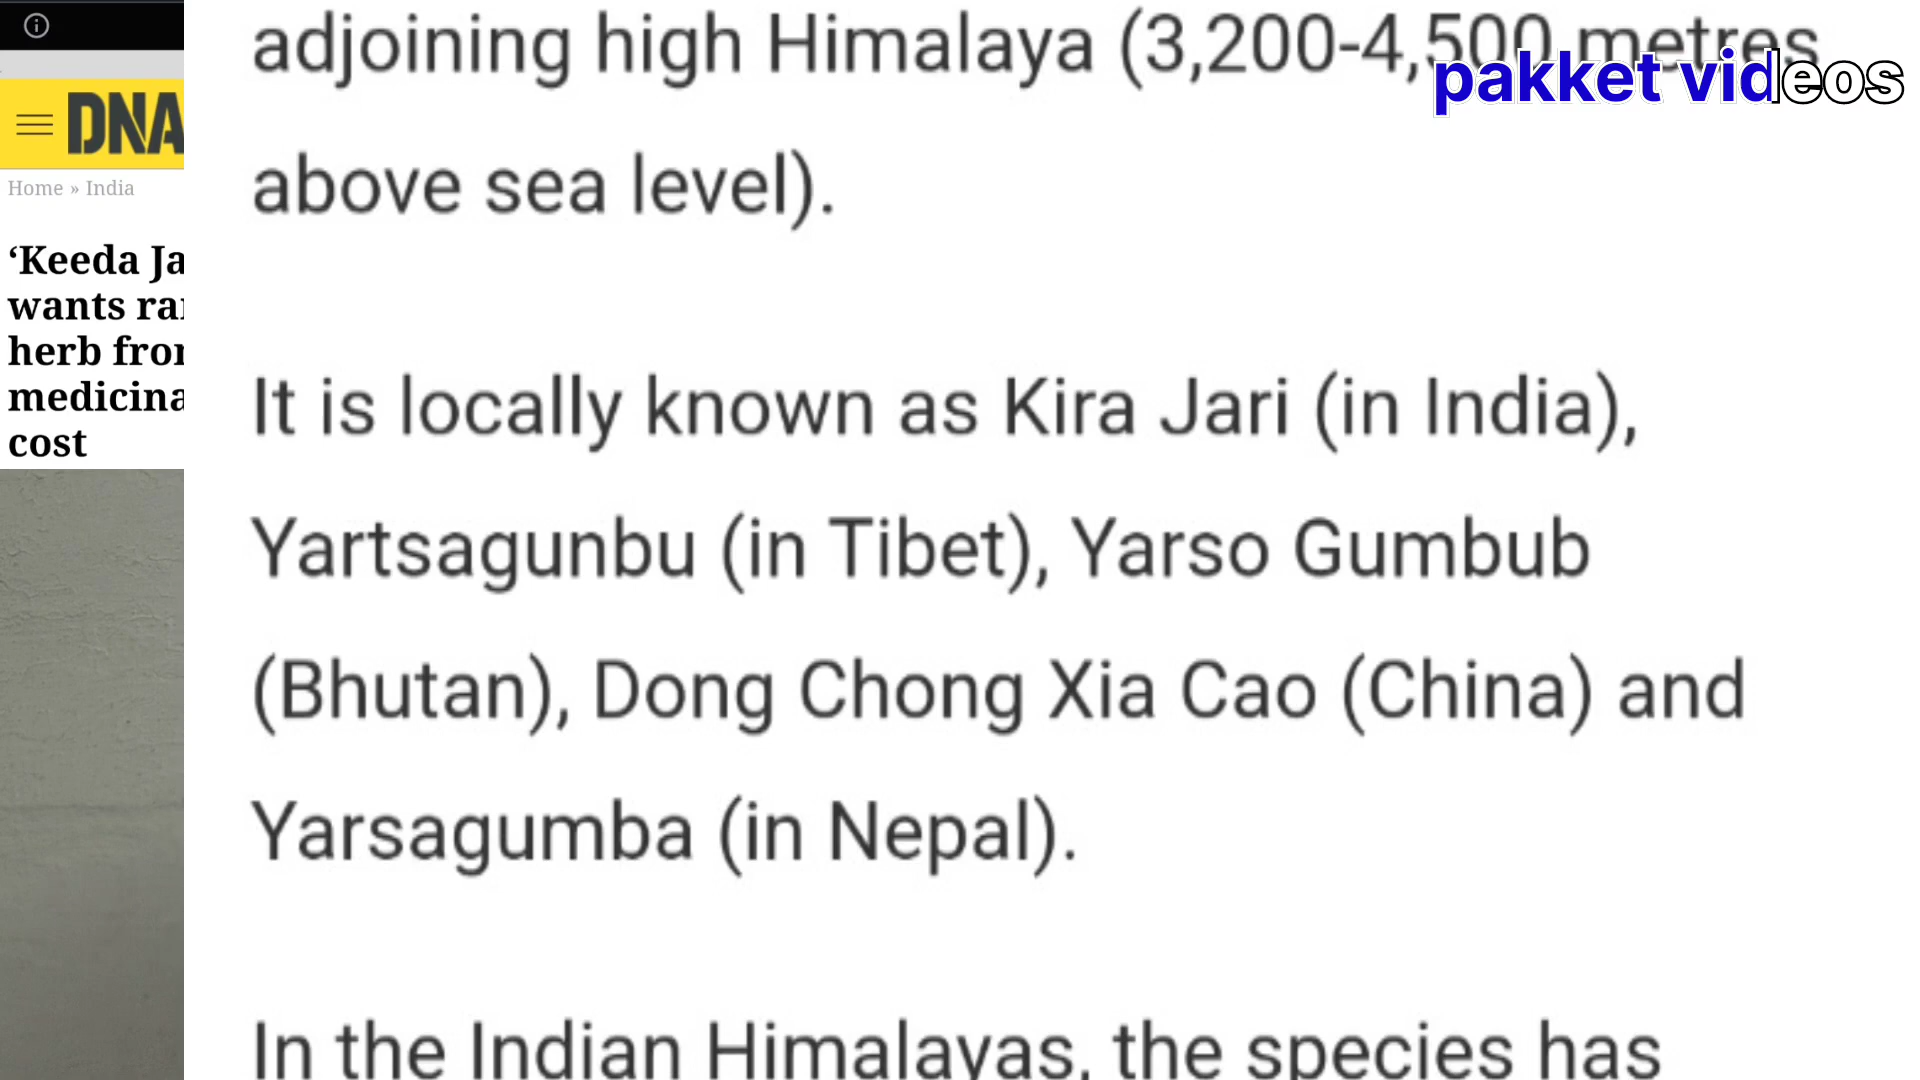 DNA
Home » India
‘Keeda Ja
wants ra
herb from
medicina
cost
adjoining high Himalaya (3,200-4,500 metres
above sea level).
It is locally known as Kira Jari (in India),
Yartsagunbu (in Tibet), Yarso Gumbub
(Bhutan), Dong Chong Xia Cao (China) and
Yarsagumba (in Nepal).
In the Indian Himalayas, the species has
pakket videos